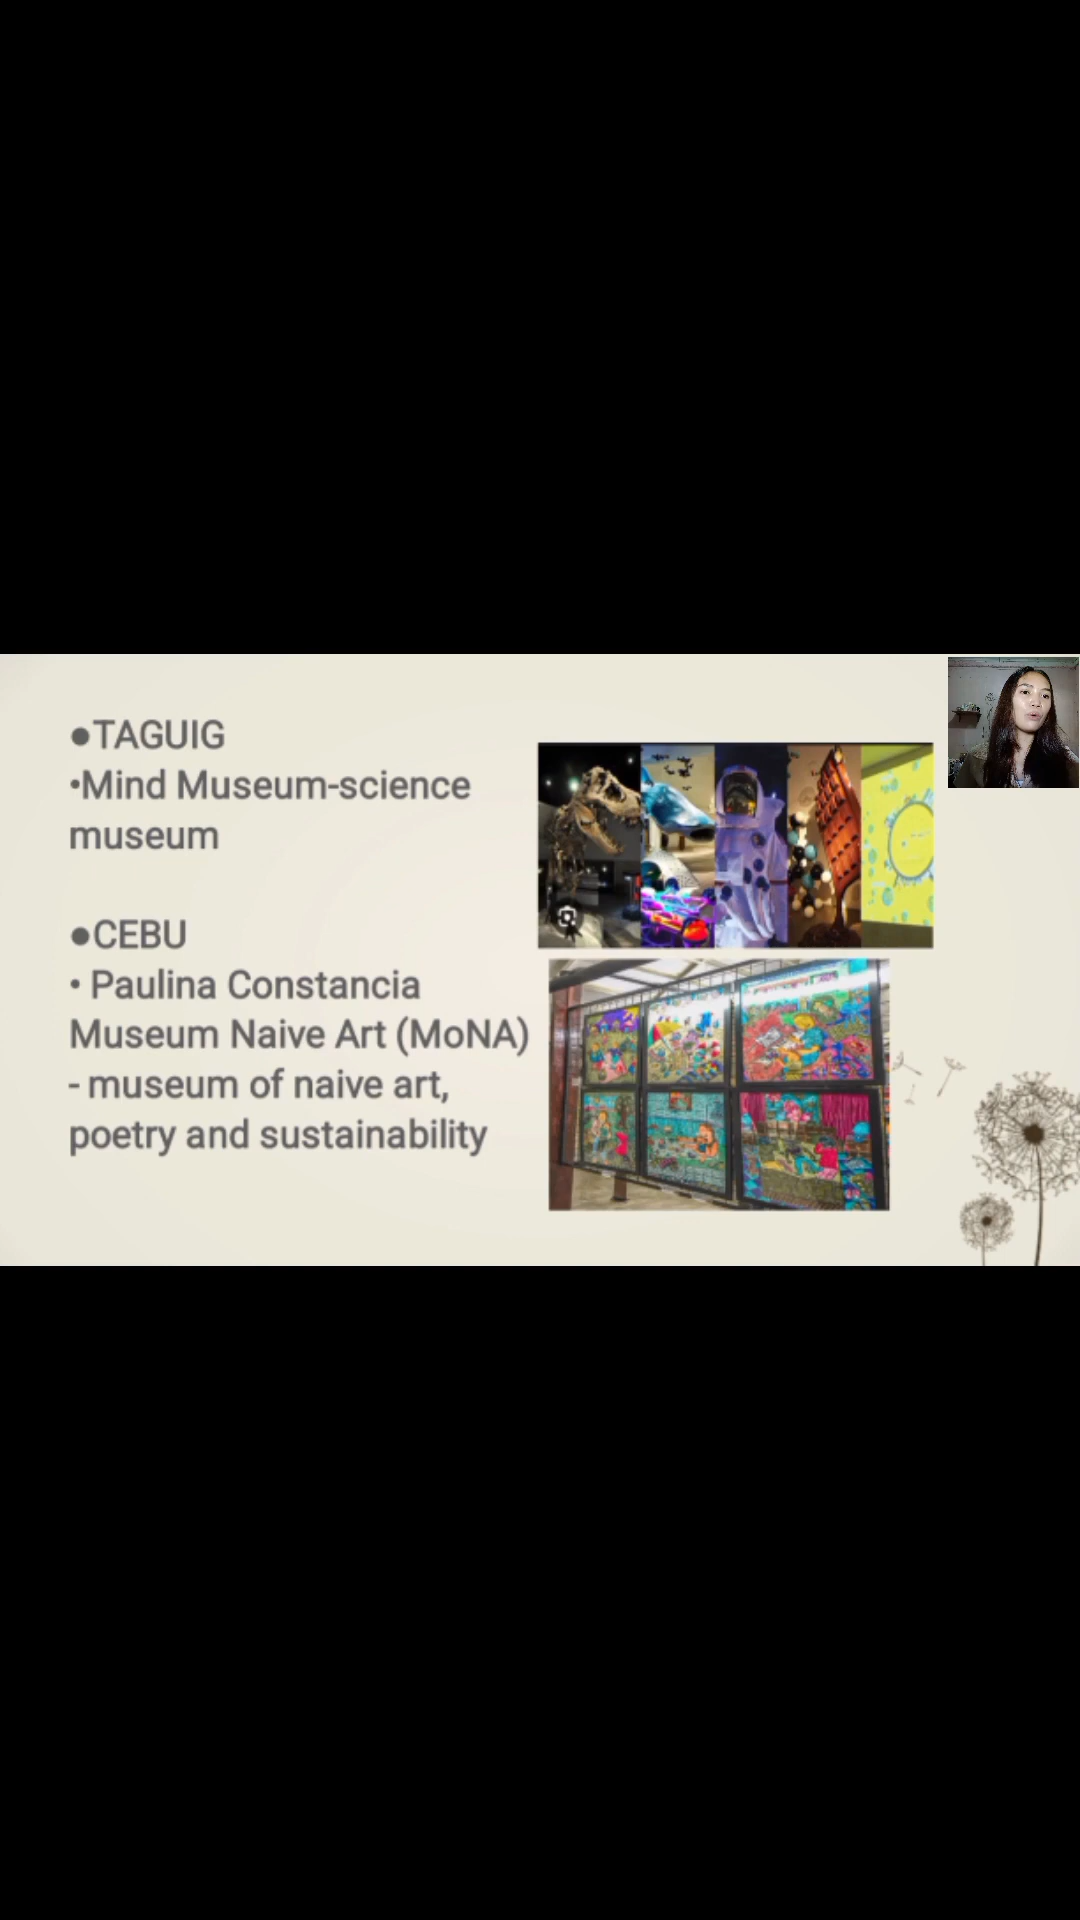 ●TAGUIG
•Mind Museum-science
museum
●CEBU
• Paulina Constancia
Museum Naive Art (MoNA)
- museum of naive art,
poetry and sustainability